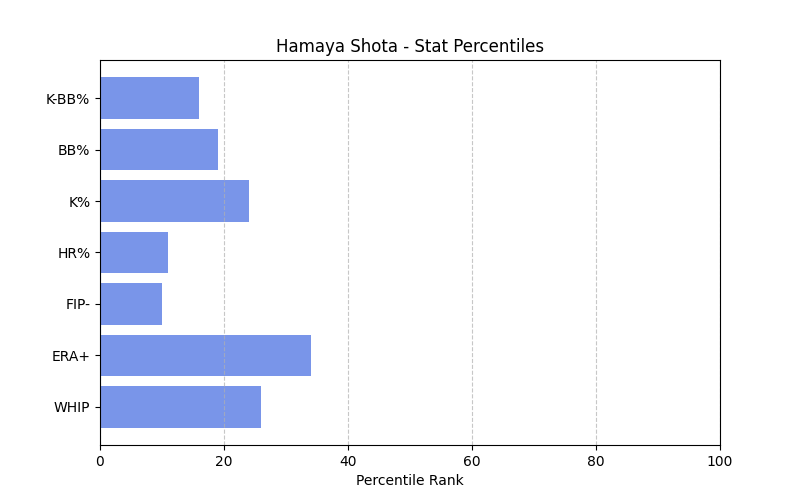 Hamaya Shota - Stat Percentiles
K-BB%
BB%
K%
HR%
FIP-
ERA+
WHIP
0 20 40 60 80 100
Percentile Rank